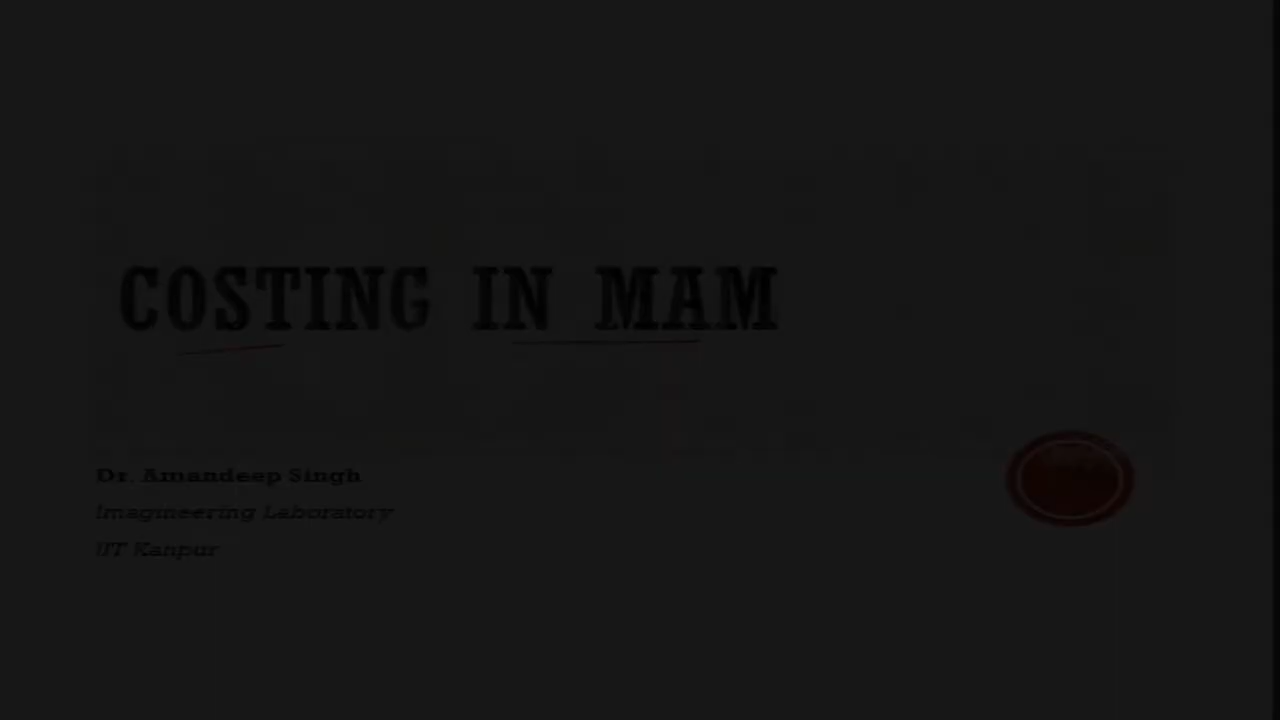 COSTING IN MAM
Dr. Amandeep Singh
Imagineering Laboratory
IIT Kanpur